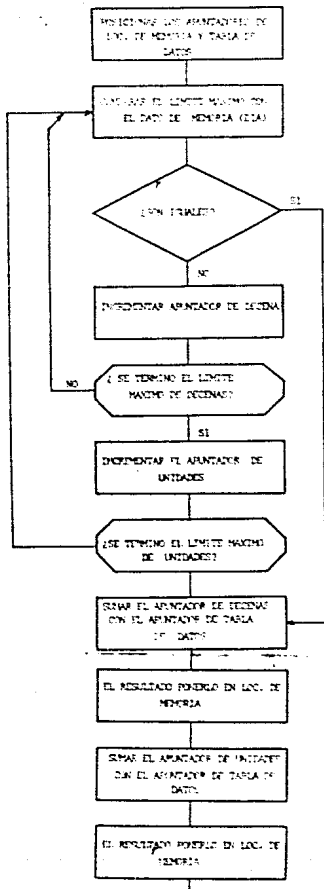 POSICIONAR LOS APUNTADORES DE
LOC. DE MEMORIA Y TABLA DE
DATOS
COMPARAR EL LIMITE MAXIMO CON
EL DATO DE MEMORIA (DIA)
¿SON IGUALES?
SI
NO
INCREMENTAR APUNTADOR DE DECENA
¿ SE TERMINO EL LIMITE
MAXIMO DE DECENAS?
NO
SI
INCREMENTAR EL APUNTADOR DE
UNIDADES
¿SE TERMINO EL LIMITE MAXIMO
DE UNIDADES?
SUMAR EL APUNTADOR DE DECENAS
CON EL APUNTADOR DE TABLA
DE DATOS
EL RESULTADO PONERLO EN LOC. DE
MEMORIA
SUMAR EL APUNTADOR DE UNIDADES
CON EL APUNTADOR DE TABLA DE
DATOS
EL RESULTADO PONERLO EN LOC. DE
MEMORIA